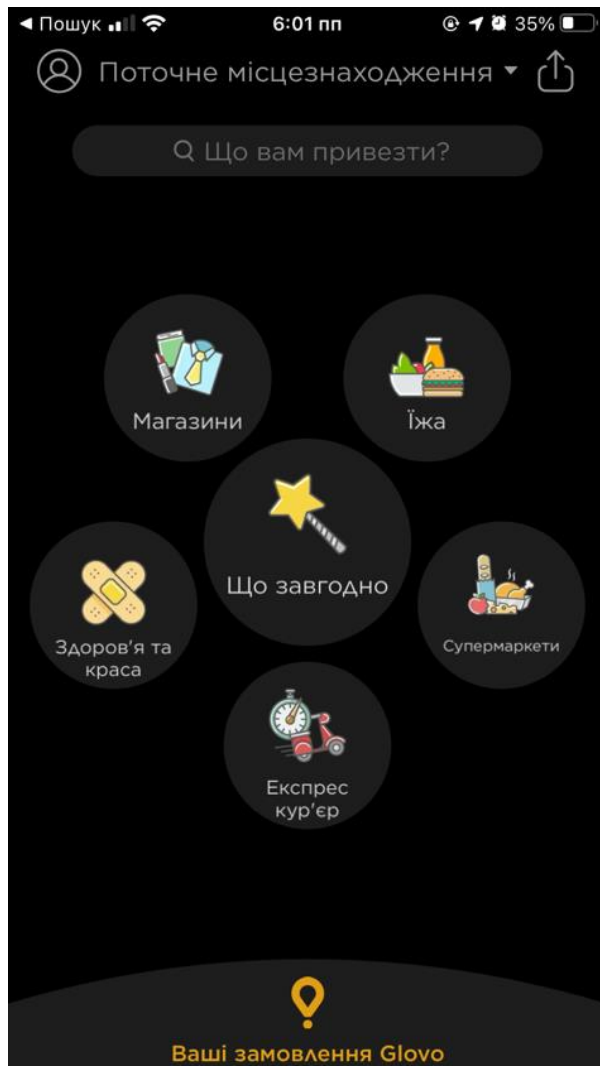 Пошук
6:01 пп
35%
Поточне місцезнаходження
Що вам привезти?
Магазини
Їжа
Що завгодно
Здоров'я та
краса
Супермаркети
Експрес
кур'єр
Ваші замовлення Glovo